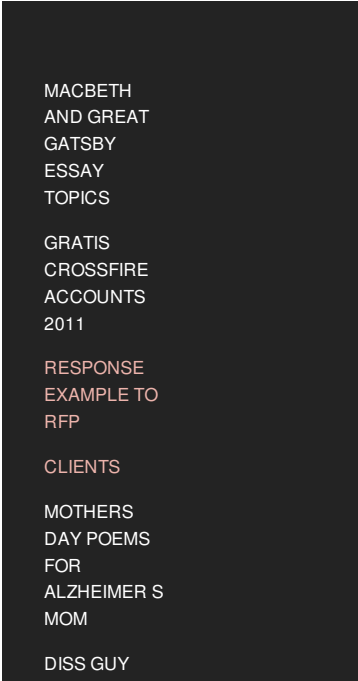 MACBETH
AND GREAT
GATSBY
ESSAY
TOPICS
GRATIS
CROSSFIRE
ACCOUNTS
2011
RESPONSE
EXAMPLE TO
RFP
CLIENTS
MOTHERS
DAY POEMS
FOR
ALZHEIMER S
MOM
DISS GUY